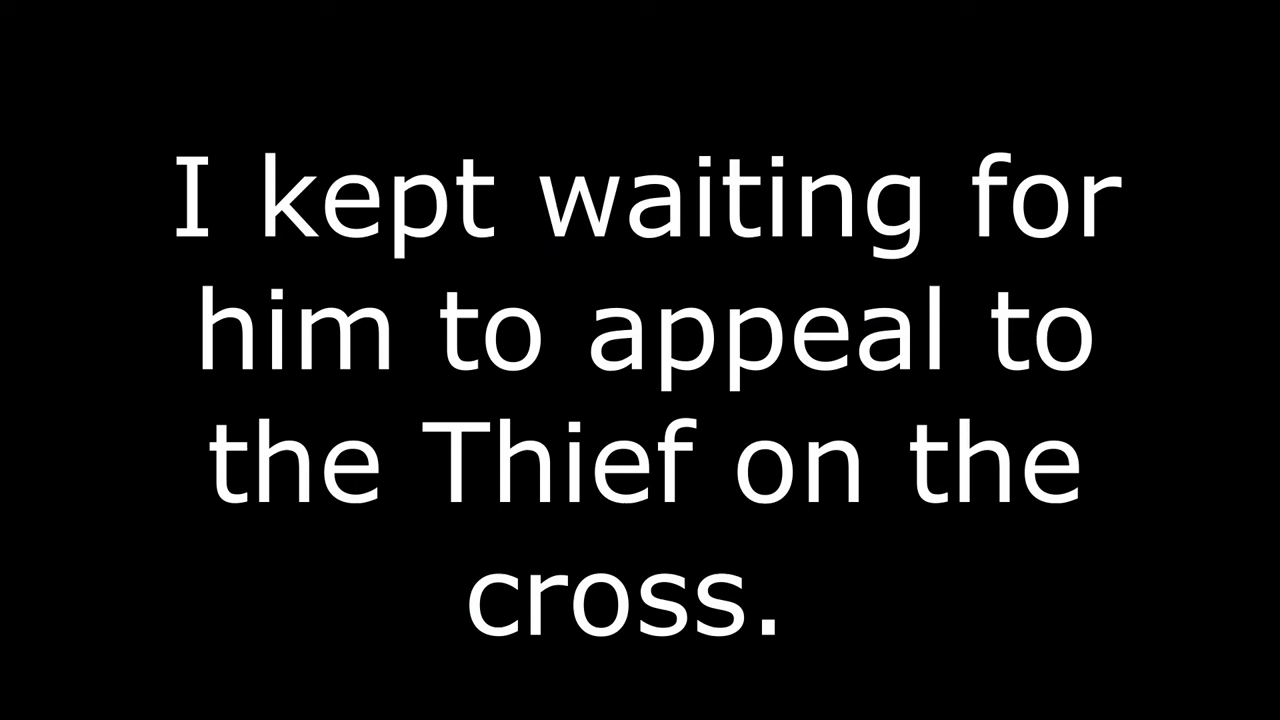 I kept waiting for
him to appeal to
the Thief on the
cross.